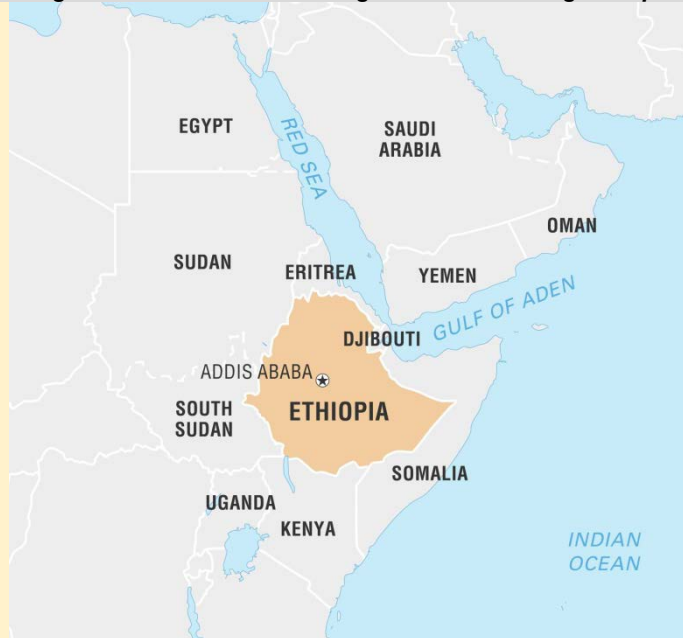 EGYPT
RED SEA
SAUDI
ARABIA
OMAN
SUDAN
ERITREA
YEMEN
GULF OF ADEN
DJIBOUTI
ADDIS ABABA
ETHIOPIA
SOUTH
SUDAN
SOMALIA
UGANDA
KENYA
INDIAN
OCEAN